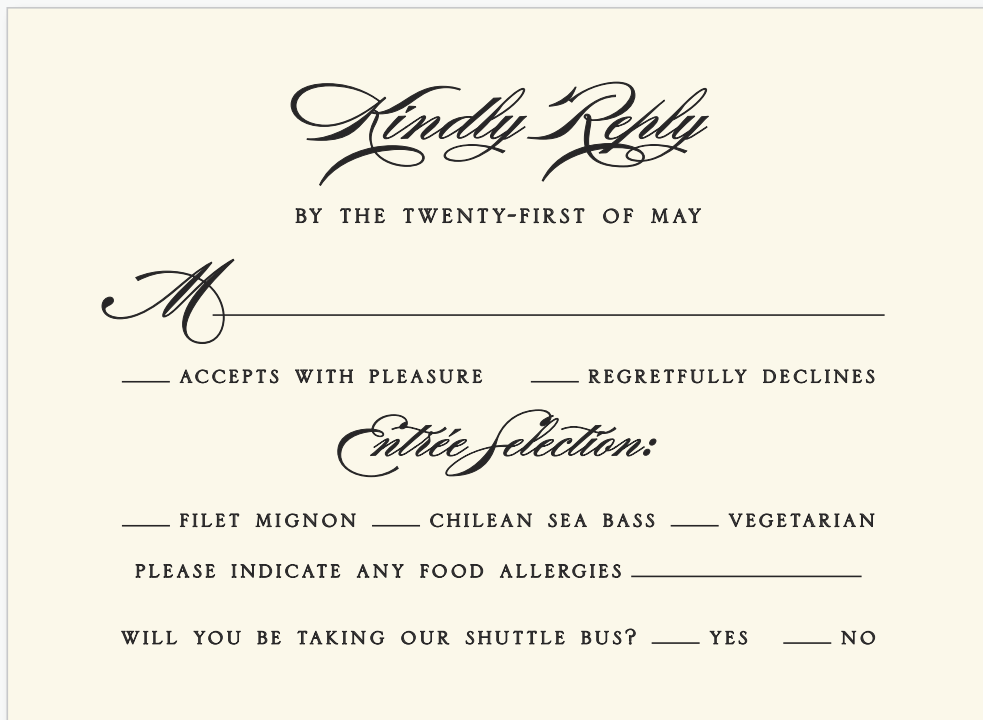 Kindly Reply
BY THE TWENTY-FIRST OF MAY
M
ACCEPTS WITH PLEASURE REGRETFULLY DECLINES
Entrée Selection:
FILET MIGNON CHILEAN SEA BASS VEGETARIAN
PLEASE INDICATE ANY FOOD ALLERGIES
WILL YOU BE TAKING OUR SHUTTLE BUS? YES NO